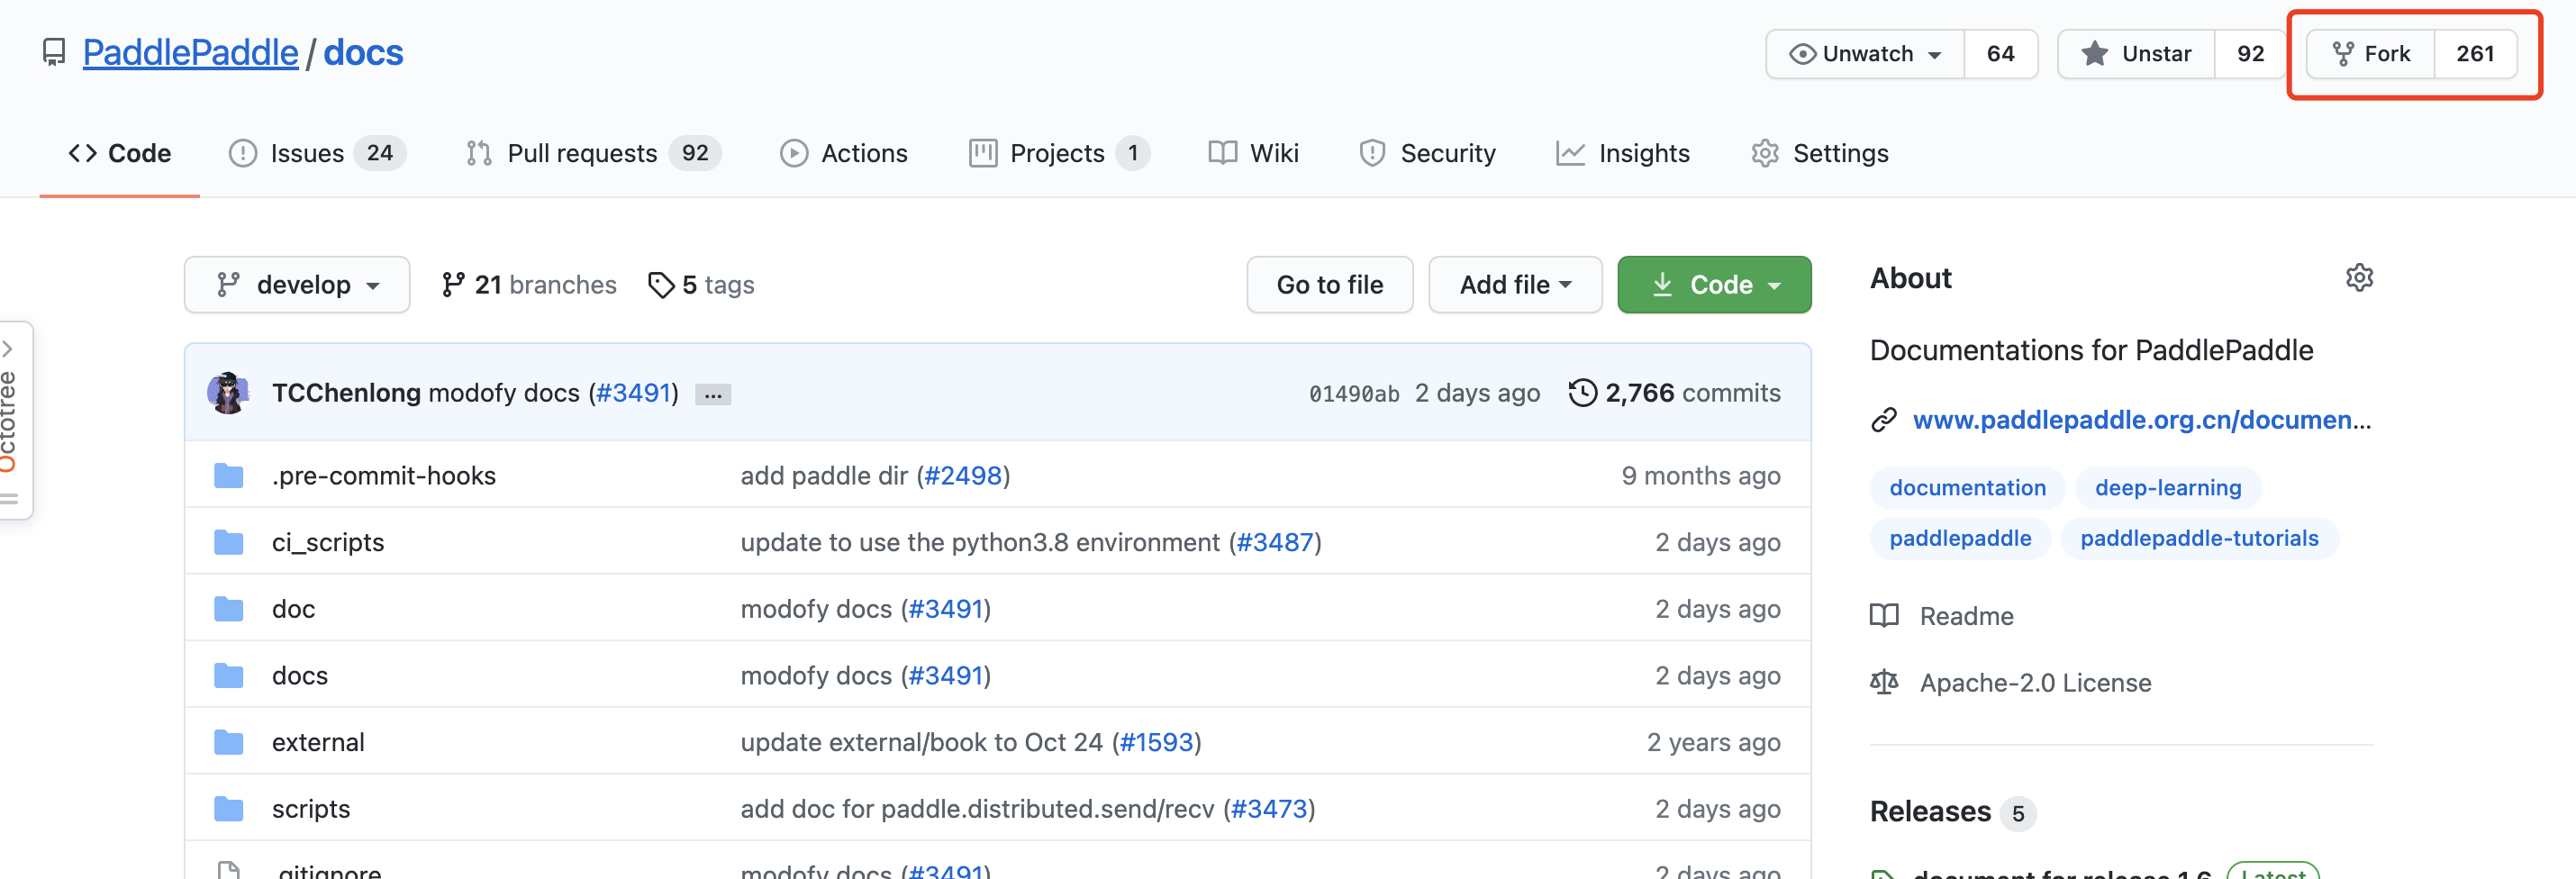 PaddlePaddle / docs
Unwatch 64 Unstar 92 Fork 261
Code Issues 24 Pull requests 92 Actions Projects 1 Wiki Security Insights Settings
develop 21 branches 5 tags Go to file Add file Code
TCChenlong modofy docs (#3491) ... 01490ab 2 days ago 2,766 commits
.pre-commit-hooks add paddle dir (#2498) 9 months ago
ci_scripts update to use the python3.8 environment (#3487) 2 days ago
doc modofy docs (#3491) 2 days ago
docs modofy docs (#3491) 2 days ago
external update external/book to Oct 24 (#1593) 2 years ago
scripts add doc for paddle.distributed.send/recv (#3473) 2 days ago
.gitignore modofy docs (#3491) 2 days ago
About
Documentations for PaddlePaddle
www.paddlepaddle.org.cn/documen...
documentation deep-learning
paddlepaddle paddlepaddle-tutorials
Readme
Apache-2.0 License
Releases 5
document for release 1.6 Latest
Octotree